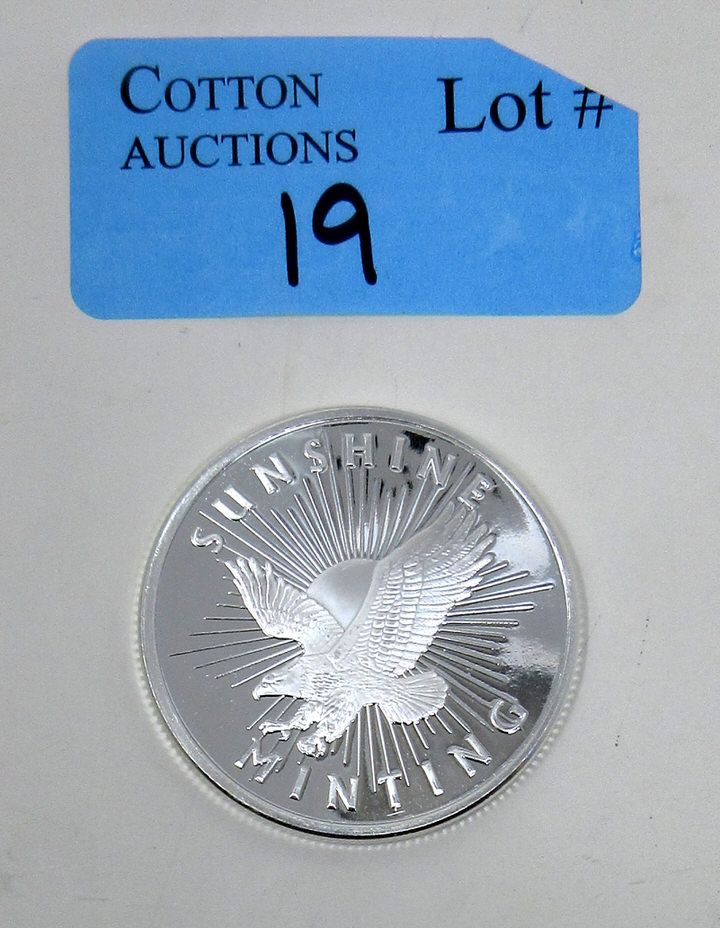 COTTON
AUCTIONS
Lot #
19
SUNSHINE
MINTING